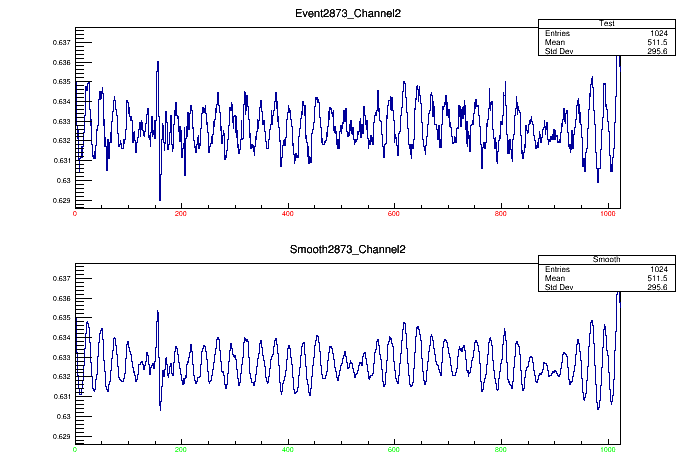 Event2873_Channel2
Test
Entries 1024
Mean 511.5
Std Dev 295.6
0.637
0.636
0.635
0.634
0.633
0.632
0.631
0.63
0.629
0 200 400 600 800 1000
Smooth2873_Channel2
Smooth
Entries 1024
Mean 511.5
Std Dev 295.6
0.637
0.636
0.635
0.634
0.633
0.632
0.631
0.63
0.629
0 200 400 600 800 1000